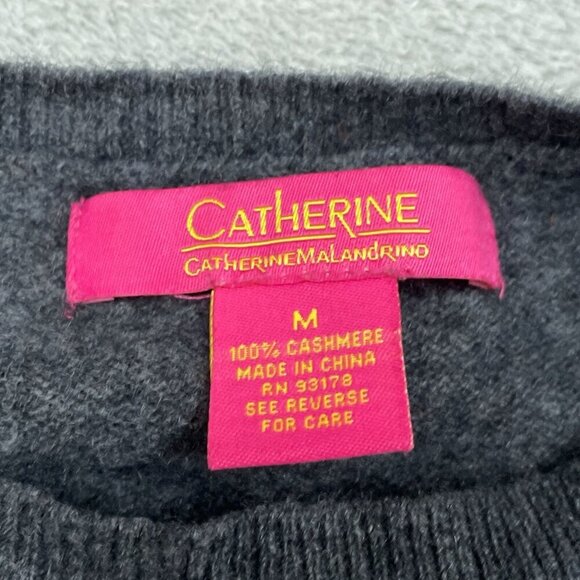 CATHERINE
CATHERINEMALANDRINO
M
100% CASHMERE
MADE IN CHINA
RN 93178
SEE REVERSE
FOR CARE